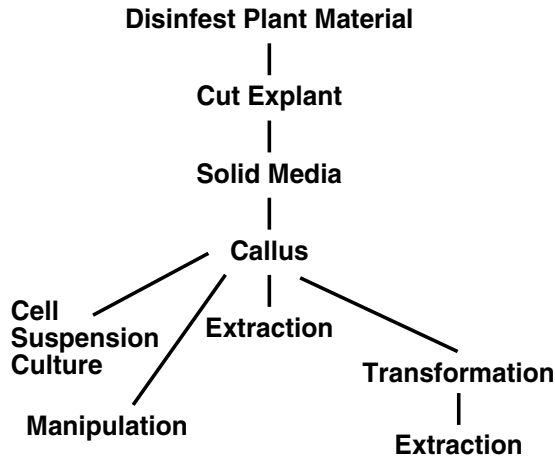 Disinfest Plant Material
Cut Explant
Solid Media
Callus
Cell
Suspension
Culture
Extraction
Transformation
Manipulation
Extraction